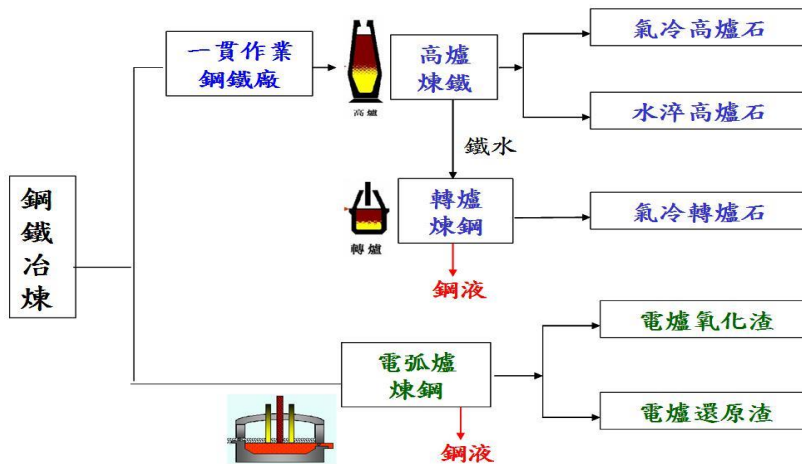 鋼
鐵
冶
煉
一貫作業
鋼鐵廠
高爐
高爐
煉鐵
氣冷高爐石
水淬高爐石
鐵水
轉爐
轉爐
煉鋼
氣冷轉爐石
鋼液
電弧爐
煉鋼
電爐氧化渣
電爐還原渣
鋼液